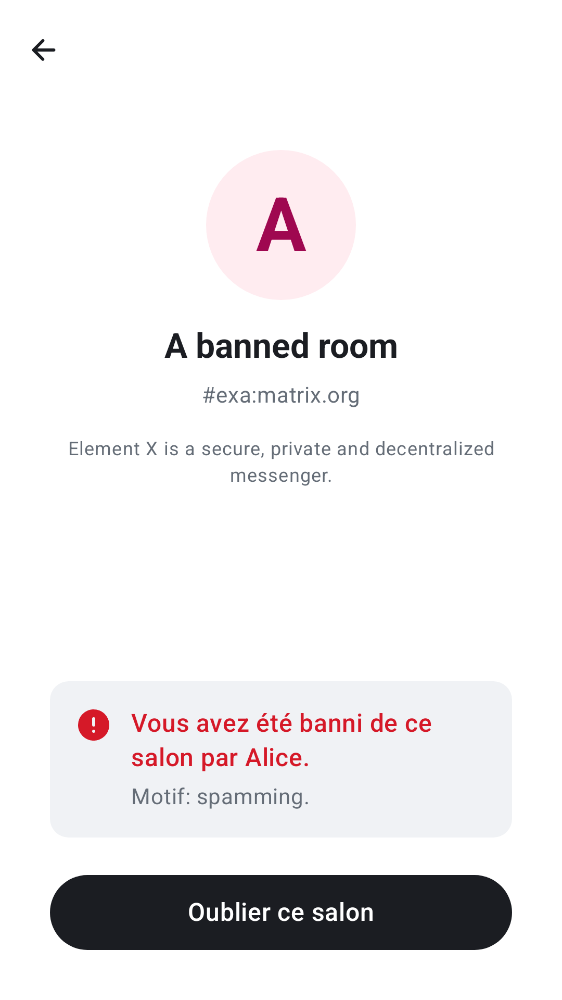 A
A banned room
#exa:matrix.org
Element X is a secure, private and decentralized
messenger.
Vous avez été banni de ce
salon par Alice.
Motif: spamming.
Oublier ce salon